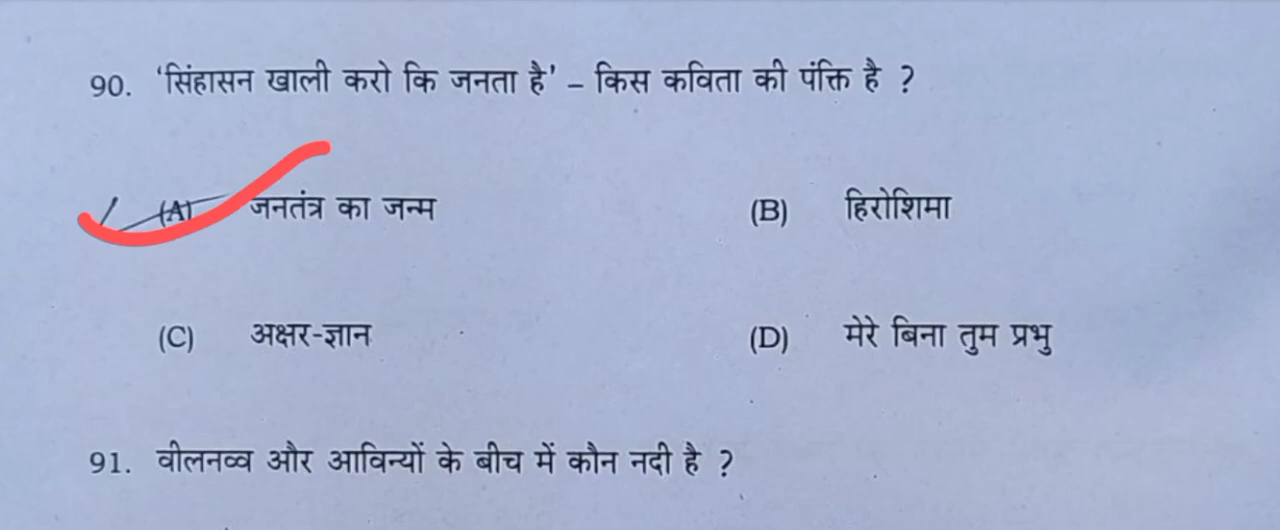 90. ‘सिंहासन खाली करो कि जनता है’ – किस कविता की पंक्ति है ?
(A) जनतंत्र का जन्म (B) हिरोशिमा
(C) अक्षर-ज्ञान (D) मेरे बिना तुम प्रभु
91. वीलनव्व और आविन्यों के बीच में कौन नदी है ?